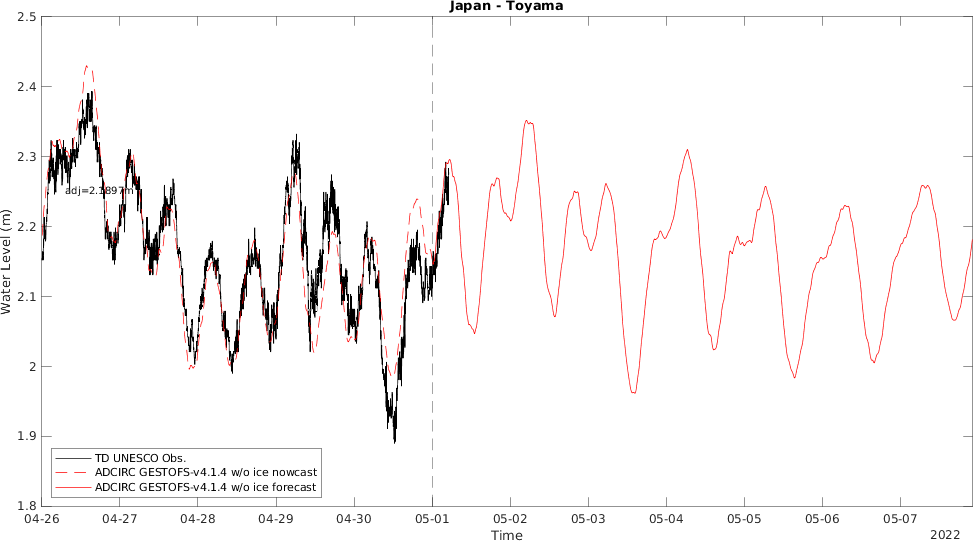 Japan - Toyama
2.5
2.4
2.3
2.2
2.1
2
1.9
1.8
Water Level (m)
adj=2.1897m
TD UNESCO Obs.
ADCIRC GESTOFS-v4.1.4 w/o ice nowcast
ADCIRC GESTOFS-v4.1.4 w/o ice forecast
04-26 04-27 04-28 04-29 04-30 05-01 05-02 05-03 05-04 05-05 05-06 05-07
Time
2022